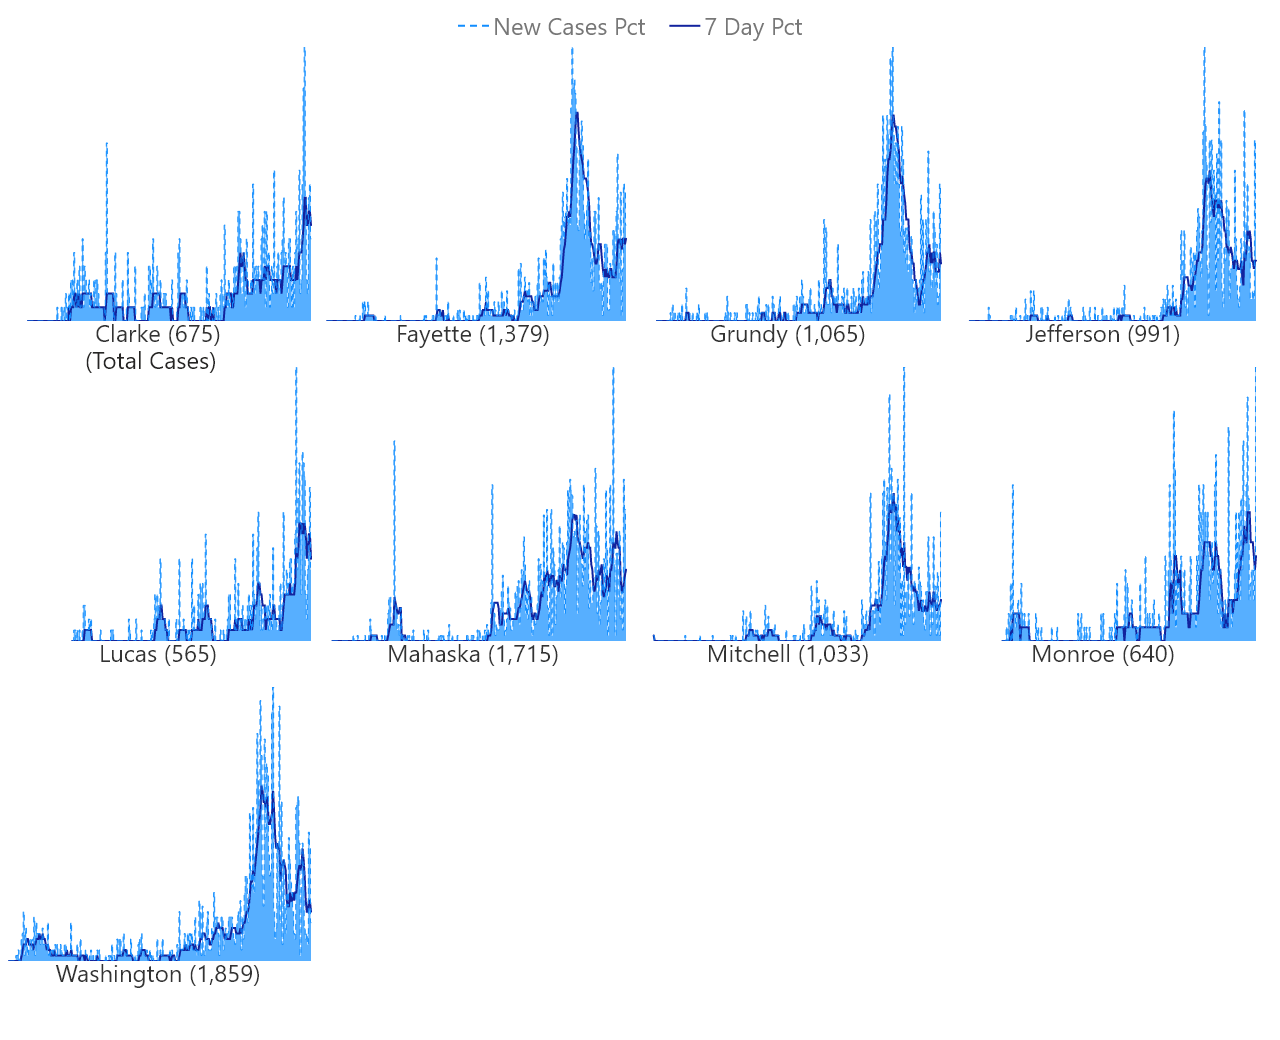 New Cases Pct 7 Day Pct
Clarke (675)
(Total Cases)
Fayette (1,379)
Grundy (1,065)
Jefferson (991)
Lucas (565)
Mahaska (1,715)
Mitchell (1,033)
Monroe (640)
Washington (1,859)